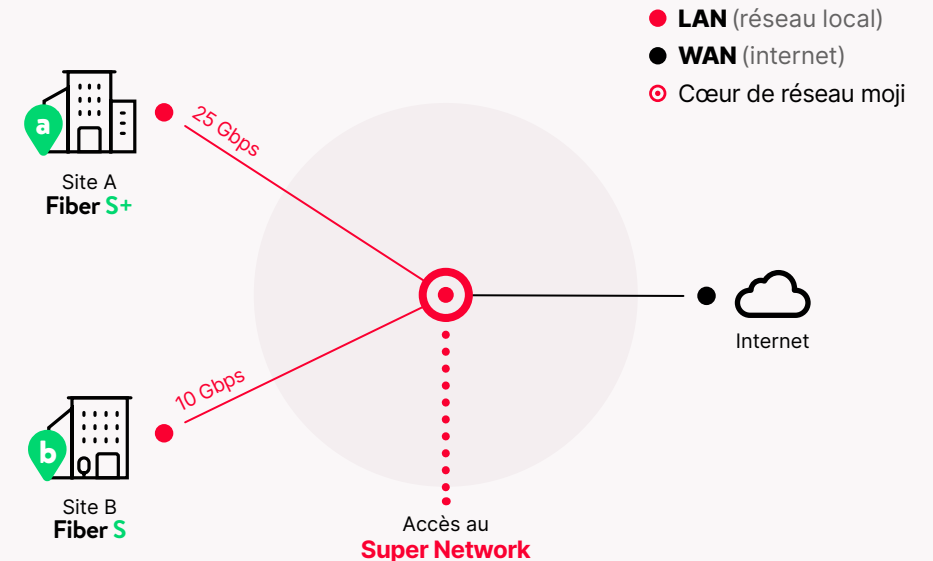 LAN (réseau local)
WAN (internet)
Cœur de réseau moji
25 Gbps
a
Site A
Fiber S+
Internet
10 Gbps
b
Site B
Fiber S
Accès au
Super Network